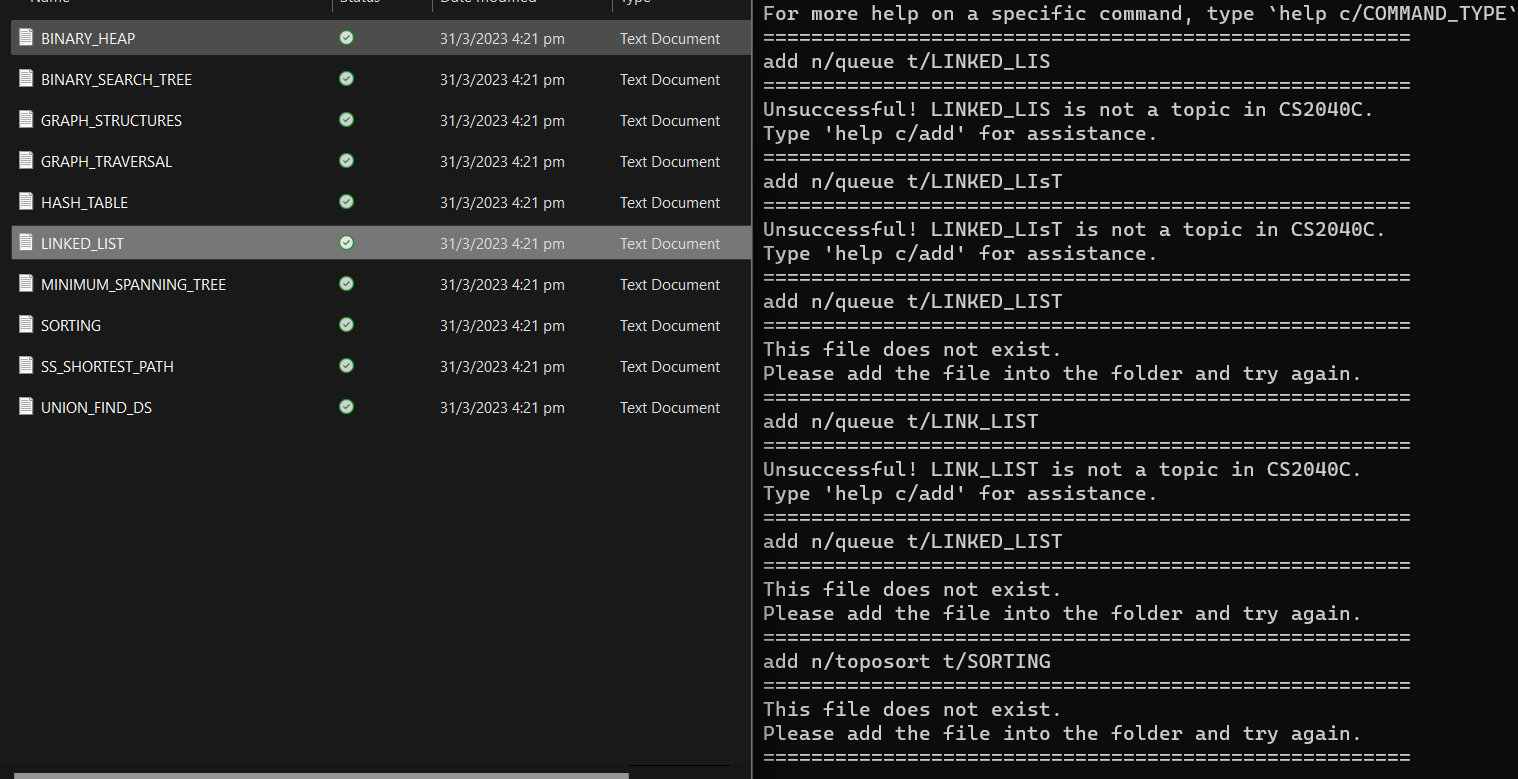 Name Status Date modified Type
BINARY_HEAP 31/3/2023 4:21 pm Text Document
BINARY_SEARCH_TREE 31/3/2023 4:21 pm Text Document
GRAPH_STRUCTURES 31/3/2023 4:21 pm Text Document
GRAPH_TRAVERSAL 31/3/2023 4:21 pm Text Document
HASH_TABLE 31/3/2023 4:21 pm Text Document
LINKED_LIST 31/3/2023 4:21 pm Text Document
MINIMUM_SPANNING_TREE 31/3/2023 4:21 pm Text Document
SORTING 31/3/2023 4:21 pm Text Document
SS_SHORTEST_PATH 31/3/2023 4:21 pm Text Document
UNION_FIND_DS 31/3/2023 4:21 pm Text Document
For more help on a specific command, type `help c/COMMAND_TYPE`
======================================================
add n/queue t/LINKED_LIS
======================================================
Unsuccessful! LINKED_LIS is not a topic in CS2040C.
Type 'help c/add' for assistance.
======================================================
add n/queue t/LINKED_LIsT
======================================================
Unsuccessful! LINKED_LIsT is not a topic in CS2040C.
Type 'help c/add' for assistance.
======================================================
add n/queue t/LINKED_LIST
======================================================
This file does not exist.
Please add the file into the folder and try again.
======================================================
add n/queue t/LINK_LIST
======================================================
Unsuccessful! LINK_LIST is not a topic in CS2040C.
Type 'help c/add' for assistance.
======================================================
add n/queue t/LINKED_LIST
======================================================
This file does not exist.
Please add the file into the folder and try again.
======================================================
add n/toposort t/SORTING
======================================================
This file does not exist.
Please add the file into the folder and try again.
======================================================